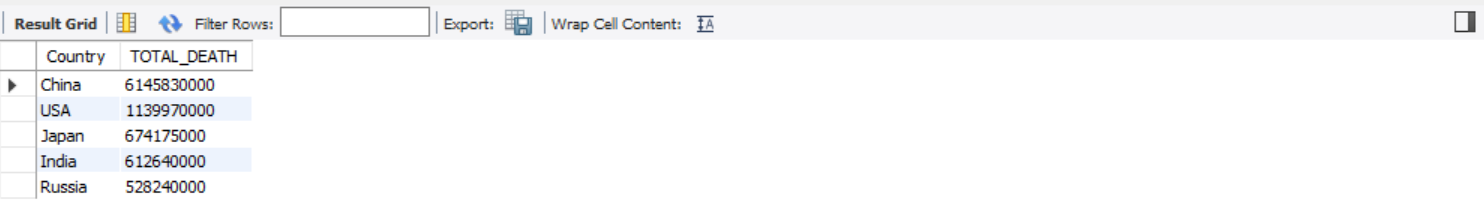 Result Grid Filter Rows: Export: Wrap Cell Content: IA
Country TOTAL_DEATH
China 6145830000
USA 1139970000
Japan 674175000
India 612640000
Russia 528240000